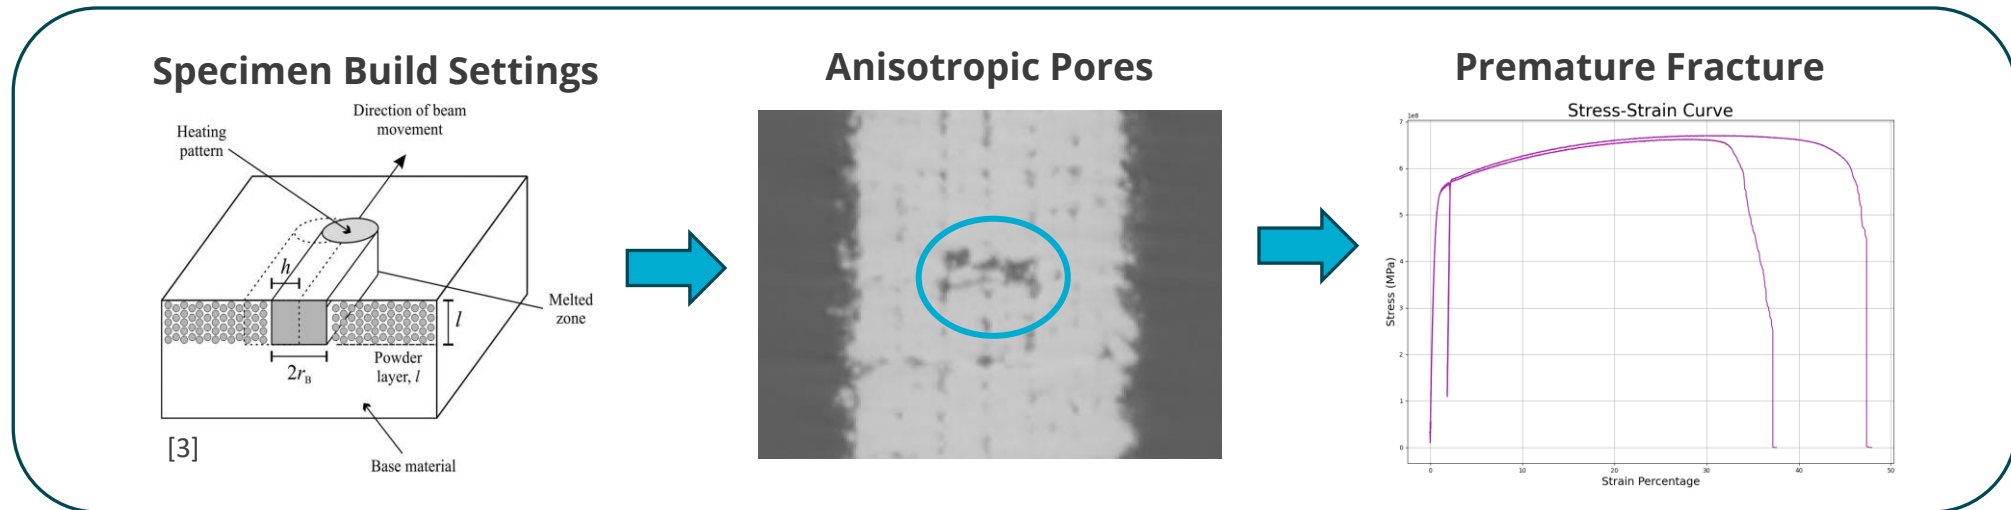 Specimen Build Settings
Direction of beam
movement
Heating
pattern
h
l
Melted
zone
2rB
Powder
layer, l
[3]
Base material
Anisotropic Pores
Premature Fracture
Stress-Strain Curve
1e8
7
6
5
4
3
2
1
0
Stress (MPa)
0 10 20 30 40 50
Strain Percentage